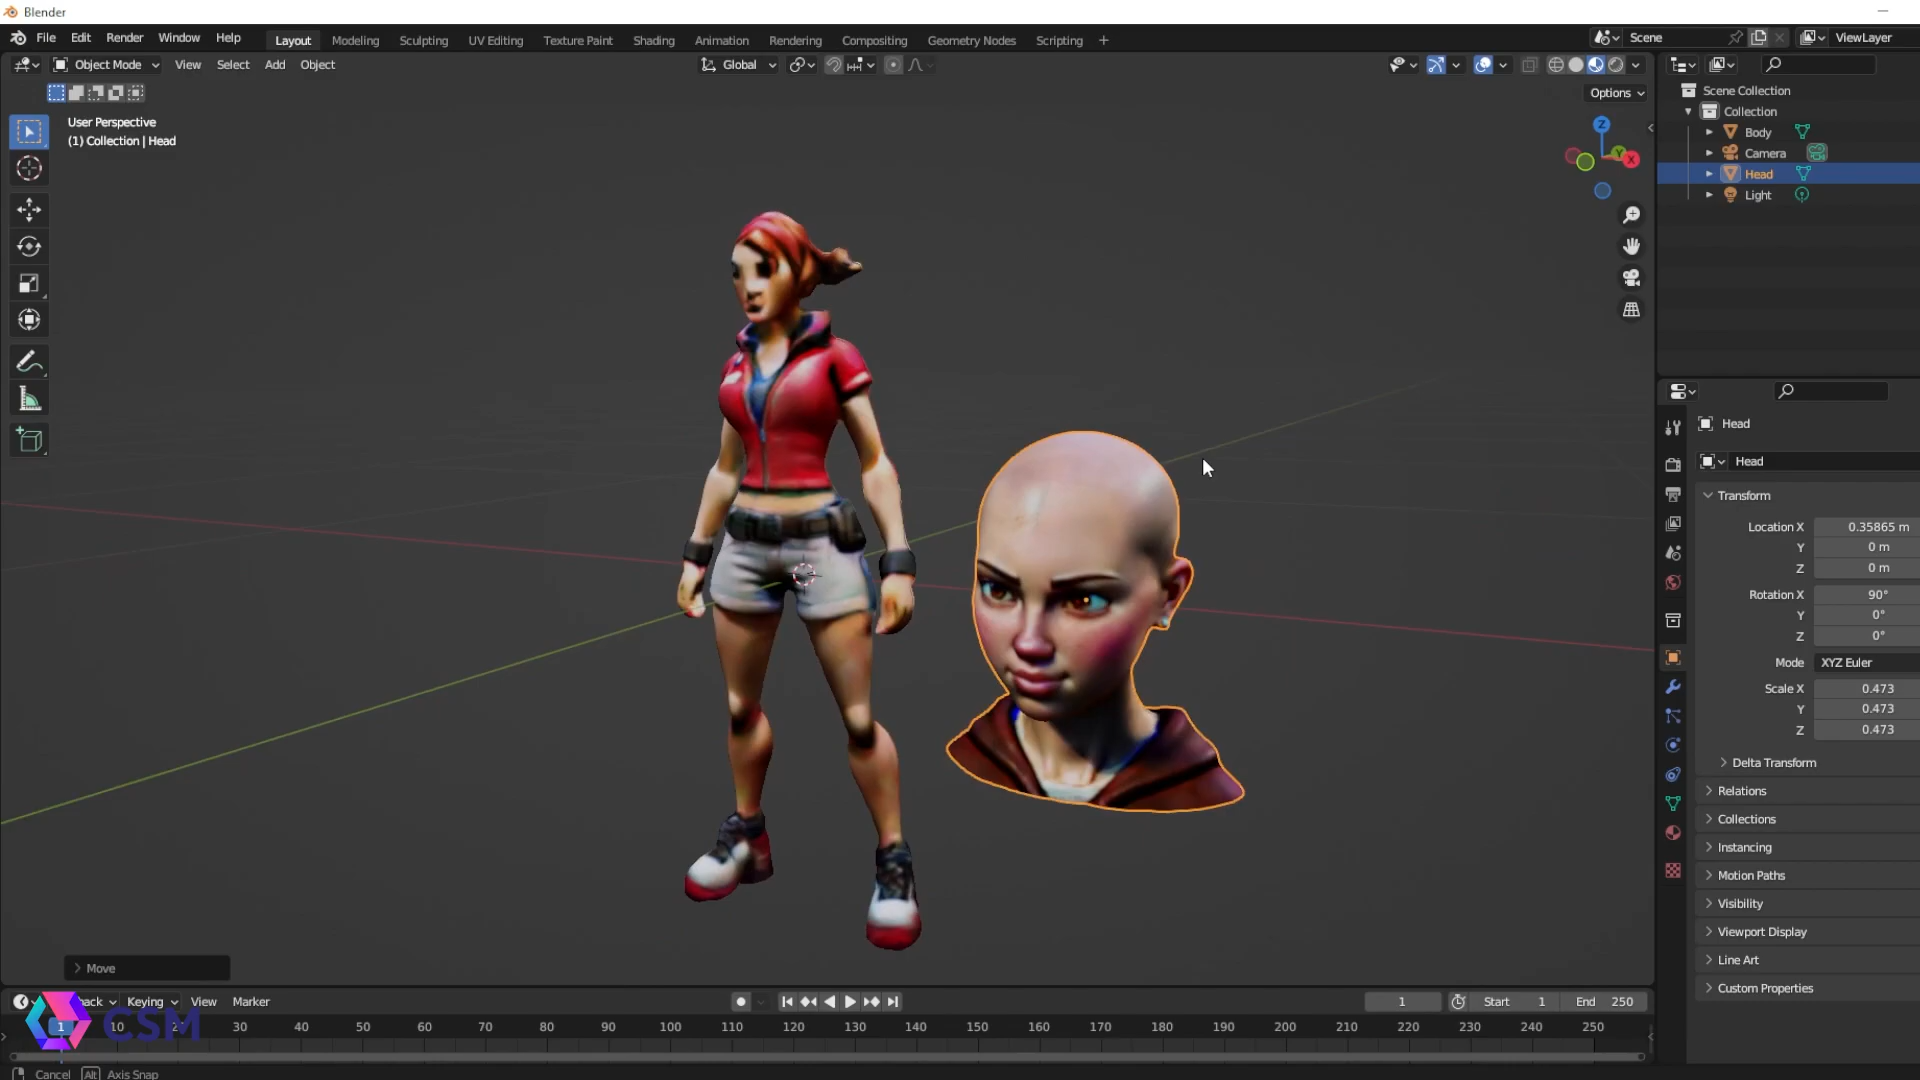 Blender
File Edit Render Window Help
Layout Modeling Sculpting UV Editing Texture Paint Shading Animation Rendering Compositing Geometry Nodes Scripting +
Scene
ViewLayer
Object Mode View Select Add Object
Global
Options
User Perspective
(1) Collection | Head
Z
Y
X
Scene Collection
Collection
Body
Camera
Head
Light
Head
Head
Transform
Location X 0.35865 m
Y 0 m
Z 0 m
Rotation X 90°
Y 0°
Z 0°
Mode XYZ Euler
Scale X 0.473
Y 0.473
Z 0.473
Delta Transform
Relations
Collections
Instancing
Motion Paths
Visibility
Viewport Display
Line Art
Custom Properties
Move
Keying View Marker
1 Start 1 End 250
1 10 30 40 50 60 70 80 90 100 110 120 130 140 150 160 170 180 190 200 210 220 230 240 250
CSM
Cancel Alt Axis Snap